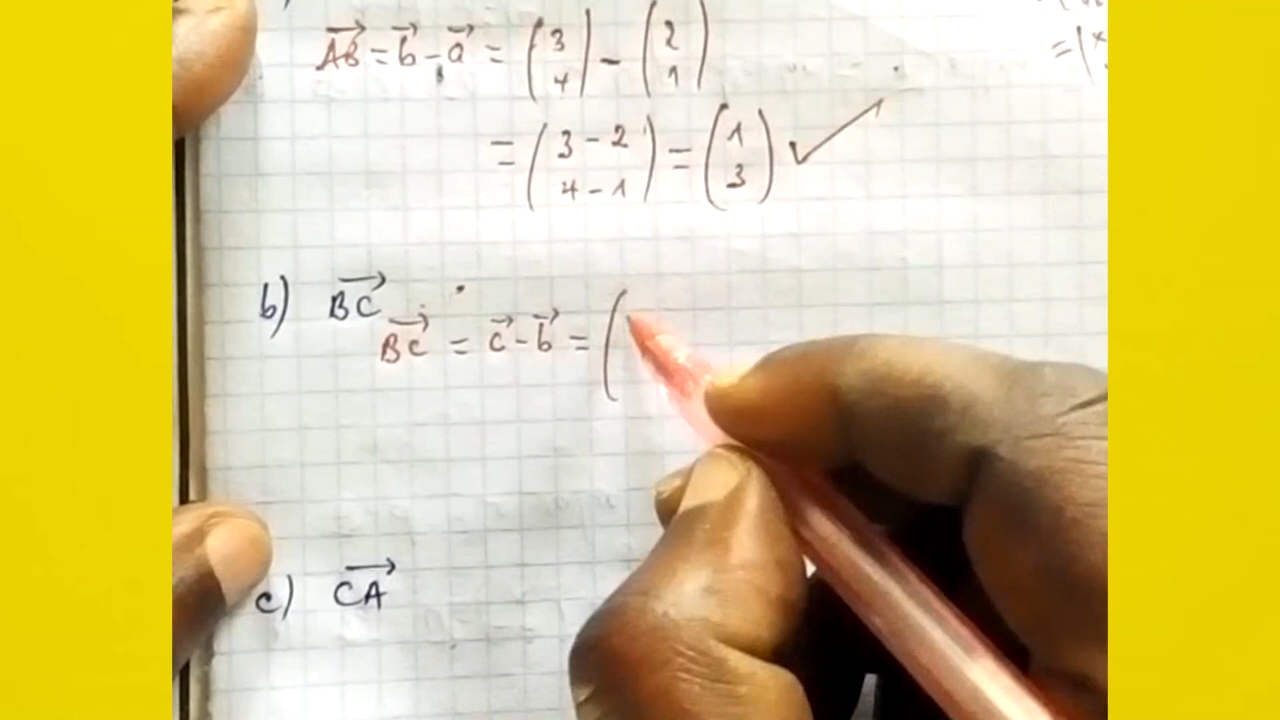 AB = b - a = (3 4) - (2 1)
= (3 - 2 4 - 1) = (1 3) ✓
b) BC
BC = c - b = (
c) CA